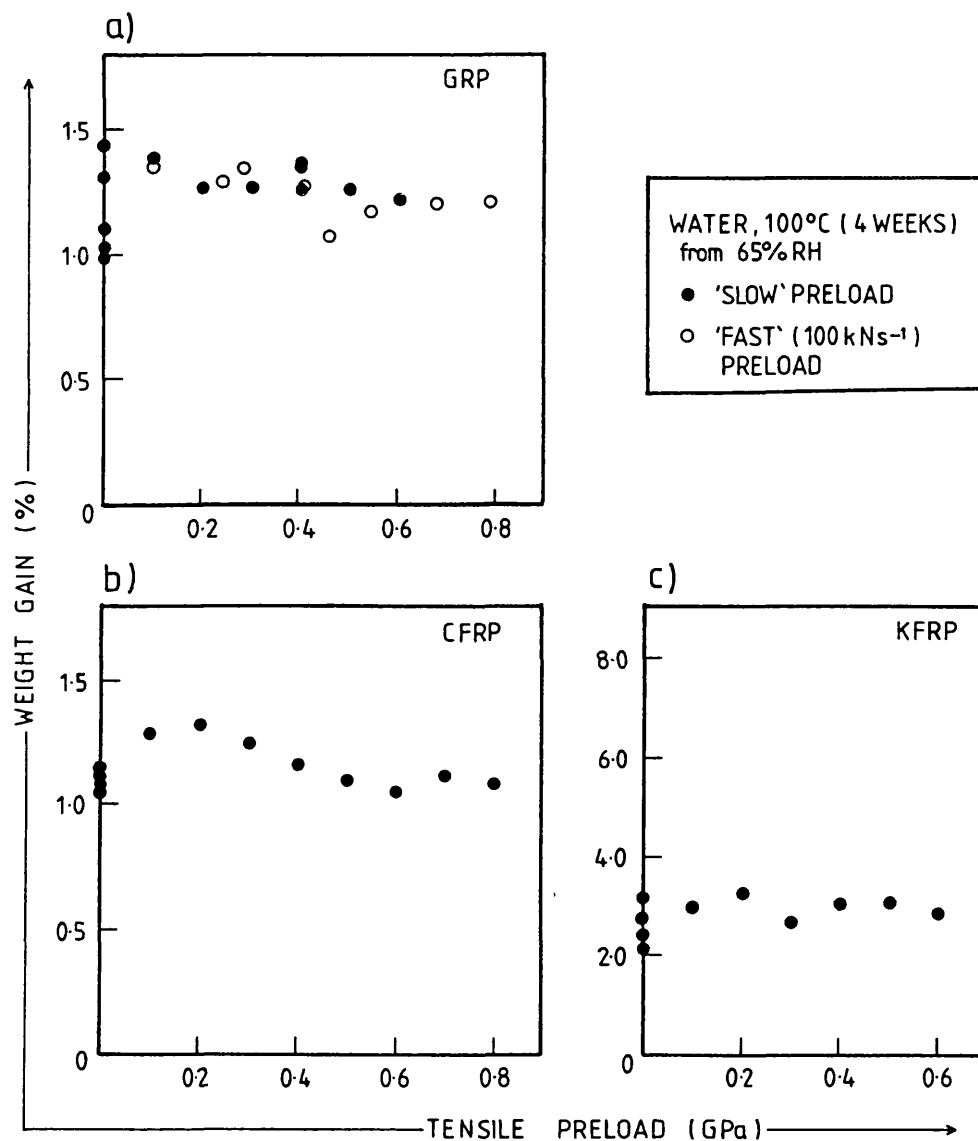 a)
GRP
1·5
1·0
0·5
0
0·2 0·4 0·6 0·8
WATER, 100°C (4 WEEKS)
from 65% RH
● 'SLOW' PRELOAD
○ 'FAST' (100 kNs⁻¹)
PRELOAD
b)
CFRP
1·5
1·0
0·5
0
0·2 0·4 0·6 0·8
c)
KFRP
8·0
6·0
4·0
2·0
0
0·2 0·4 0·6
WEIGHT GAIN (%)
TENSILE PRELOAD (GPa)